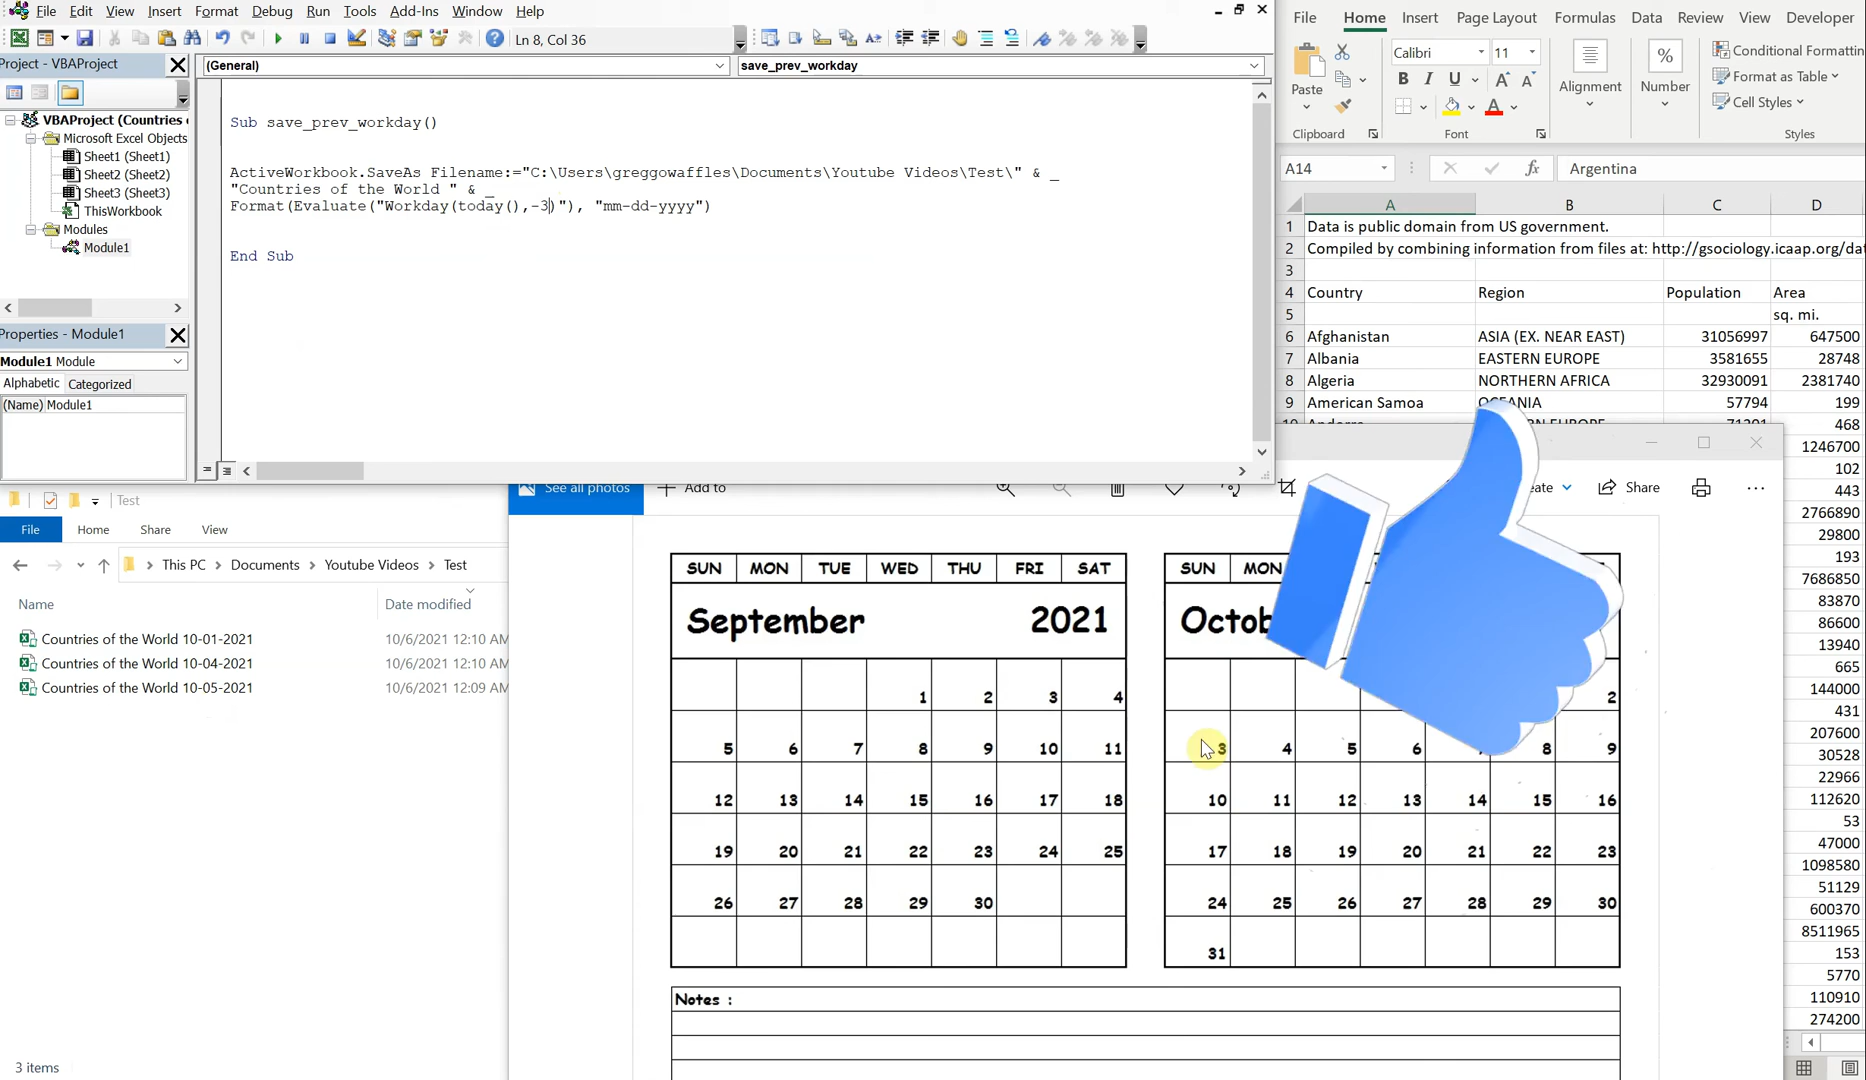 File Edit View Insert Format Debug Run Tools Add-Ins Window Help
Ln 8, Col 36
Project - VBAProject
(General)
save_prev_workday
VBAProject (Countries
Microsoft Excel Objects
Sheet1 (Sheet1)
Sheet2 (Sheet2)
Sheet3 (Sheet3)
ThisWorkbook
Modules
Module1
Properties - Module1
Module1 Module
Alphabetic Categorized
(Name) Module1
Sub save_prev_workday()
ActiveWorkbook.SaveAs Filename:="C:\Users\greggowaffles\Documents\Youtube Videos\Test\" & _
"Countries of the World " & _
Format(Evaluate("Workday(today(),-3)"), "mm-dd-yyyy")
End Sub
File Home Insert Page Layout Formulas Data Review View Developer
Calibri 11
Paste
B I U
Alignment
%
Number
Conditional Formatting
Format as Table
Cell Styles
Clipboard Font Styles
A14 Argentina
A B C D
1 Data is public domain from US government.
2 Compiled by combining information from files at: http://gsociology.icaap.org/dat
3
4 Country Region Population Area
5 sq. mi.
6 Afghanistan ASIA (EX. NEAR EAST) 31056997 647500
7 Albania EASTERN EUROPE 3581655 28748
8 Algeria NORTHERN AFRICA 32930091 2381740
9 American Samoa OCEANIA 57794 199
468
1246700
102
443
2766890
29800
193
7686850
83870
86600
13940
665
144000
431
207600
30528
22966
112620
53
47000
1098580
51129
600370
8511965
153
5770
110910
274200
Test
File Home Share View
This PC Documents Youtube Videos Test
Name Date modified
Countries of the World 10-01-2021 10/6/2021 12:10 AM
Countries of the World 10-04-2021 10/6/2021 12:10 AM
Countries of the World 10-05-2021 10/6/2021 12:09 AM
3 items
See all photos
Add to
Share
SUN MON TUE WED THU FRI SAT
September 2021
1 2 3 4
5 6 7 8 9 10 11
12 13 14 15 16 17 18
19 20 21 22 23 24 25
26 27 28 29 30
SUN MON
2
3 4 5 6 8 9
10 11 12 13 14 15 16
17 18 19 20 21 22 23
24 25 26 27 28 29 30
31
Notes :